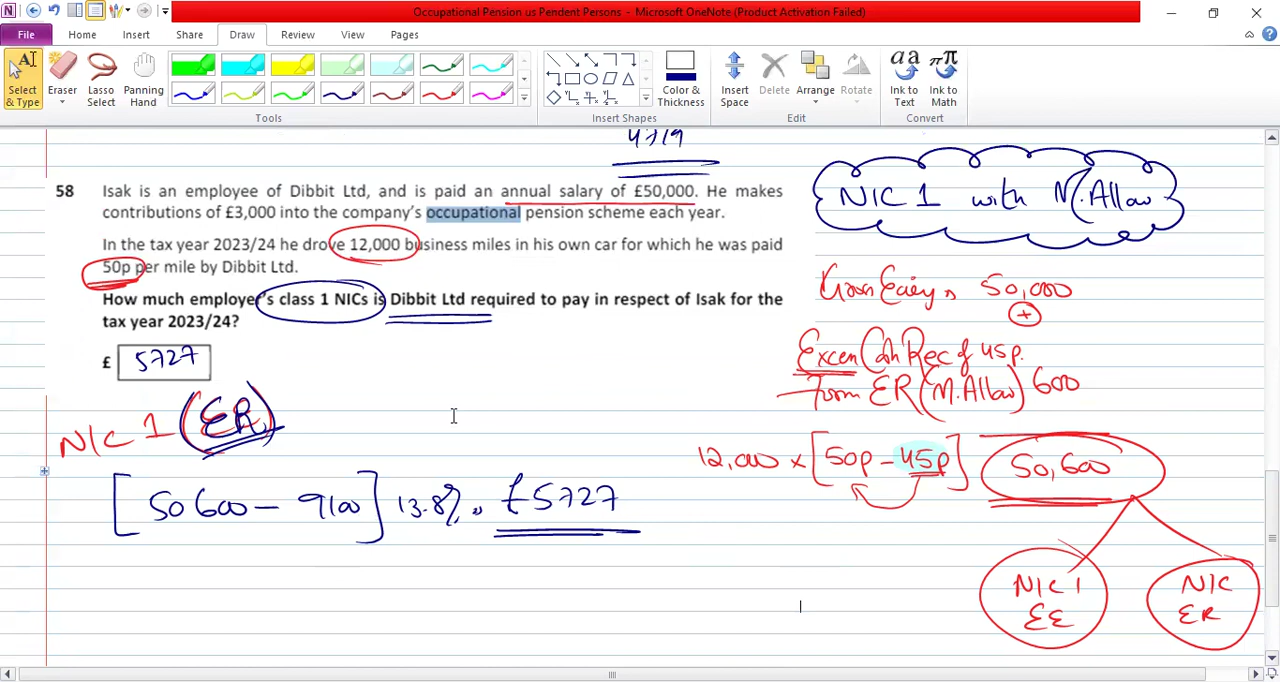 Occupational Pension us Pendent Persons - Microsoft OneNote (Product Activation Failed)
File Home Insert Share Draw Review View Pages
Select & Type
Eraser
Lasso Select
Panning Hand
Color & Thickness
Insert Space
Delete
Arrange
Rotate
Ink to Text
Ink to Math
Tools
Insert Shapes
Edit
Convert
4719
58 Isak is an employee of Dibbit Ltd, and is paid an annual salary of £50,000. He makes
contributions of £3,000 into the company's occupational pension scheme each year.
In the tax year 2023/24 he drove 12,000 business miles in his own car for which he was paid
50p per mile by Dibbit Ltd.
How much employer's class 1 NICs is Dibbit Ltd required to pay in respect of Isak for the
tax year 2023/24?
£ 5727
NIC 1 (ER)
[50600 - 9100] 13.8% = £5727
NIC 1 with M.Allow
50,000
+
Excen Cash Rec of 45p.
from ER (M.Allow) 600
12,000 × [50p - 45p] 50,600
NIC 1
EE
NIC
ER